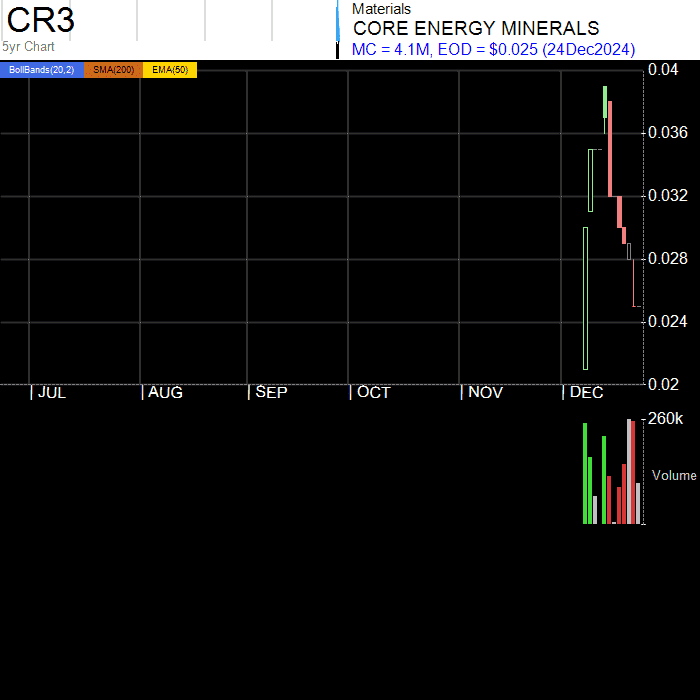 CR3
5yr Chart
Materials
CORE ENERGY MINERALS
MC = 4.1M, EOD = $0.025 (24Dec2024)
BollBands(20,2) SMA(200) EMA(50)
0.04
0.036
0.032
0.028
0.024
0.02
| JUL | AUG | SEP | OCT | NOV | DEC
260k
Volume